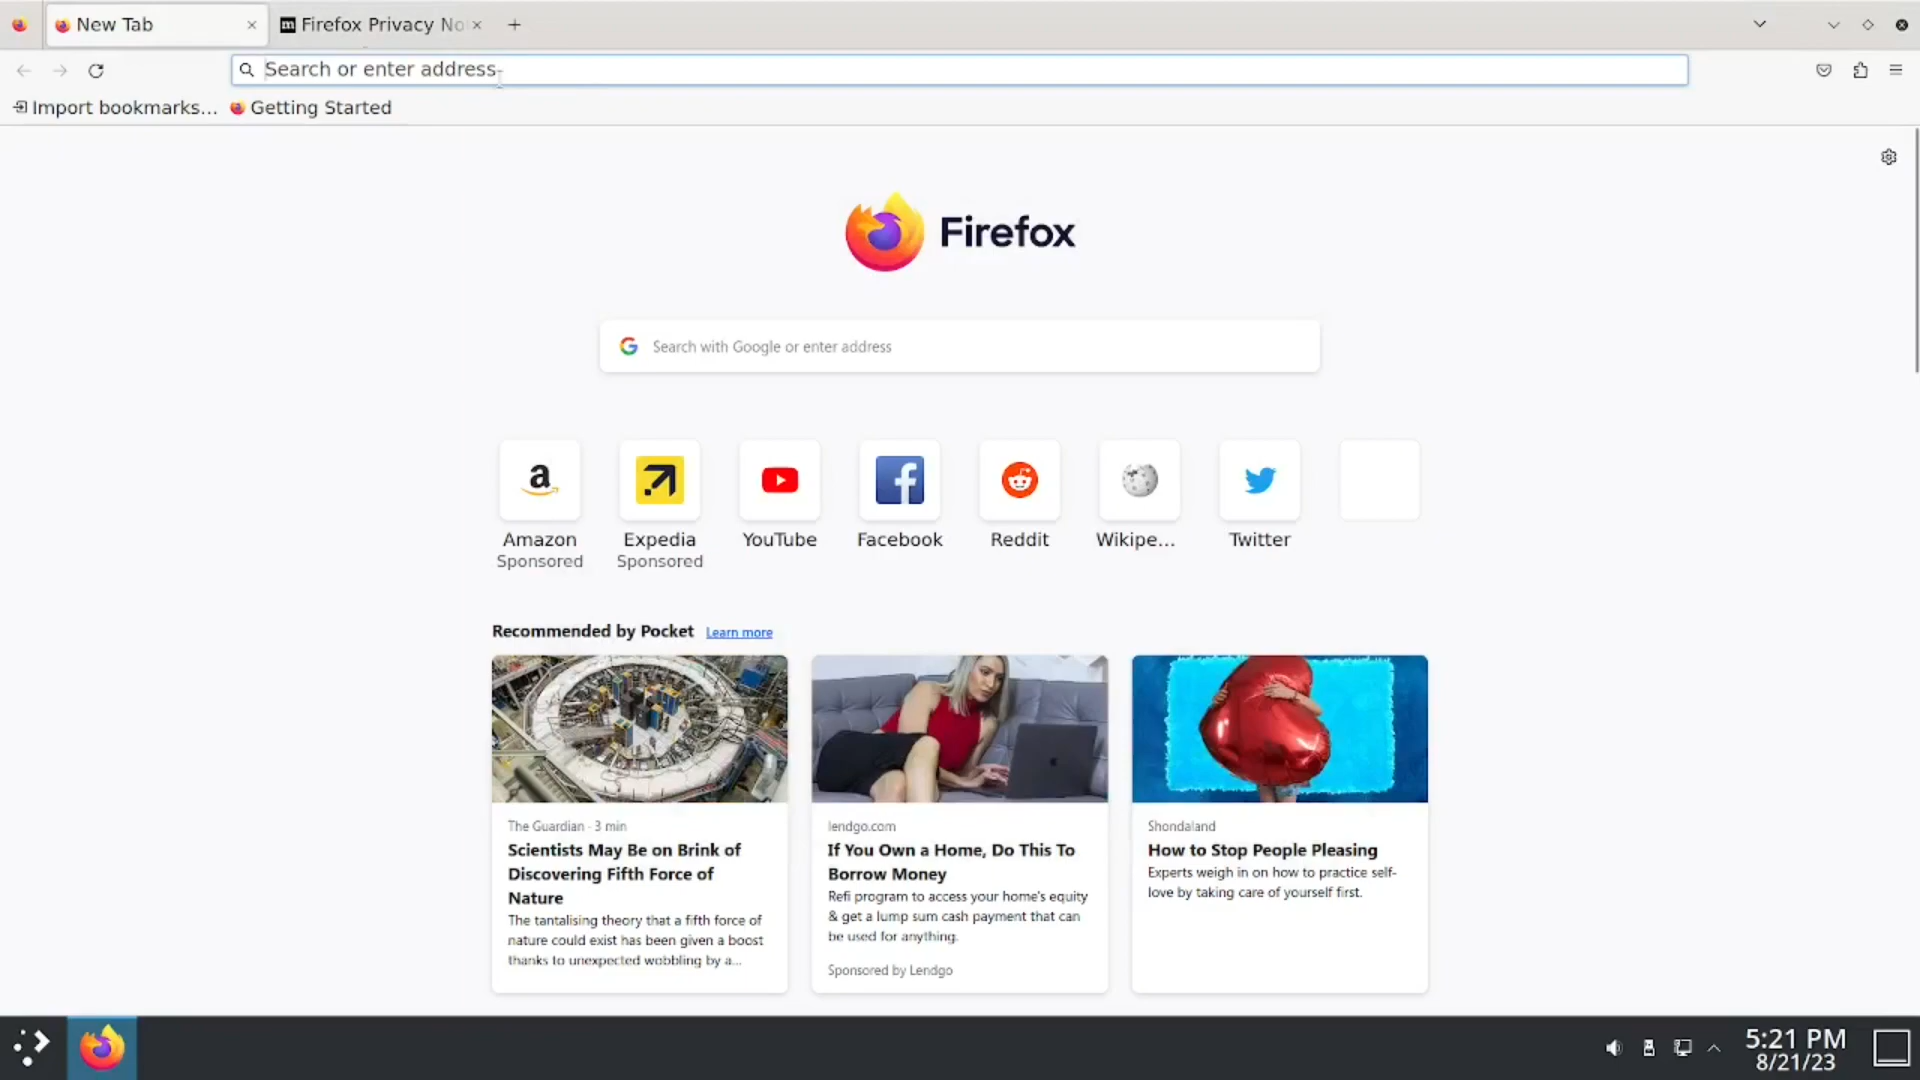 New Tab
Firefox Privacy No
Search or enter address
Import bookmarks...
Getting Started
Firefox
Search with Google or enter address
Amazon
Sponsored
Expedia
Sponsored
YouTube
Facebook
Reddit
Wikipe...
Twitter
Recommended by Pocket Learn more
The Guardian · 3 min
Scientists May Be on Brink of
Discovering Fifth Force of
Nature
The tantalising theory that a fifth force of
nature could exist has been given a boost
thanks to unexpected wobbling by a...
lendgo.com
If You Own a Home, Do This To
Borrow Money
Refi program to access your home's equity
& get a lump sum cash payment that can
be used for anything.
Sponsored by Lendgo
Shondaland
How to Stop People Pleasing
Experts weigh in on how to practice self-
love by taking care of yourself first.
5:21 PM
8/21/23